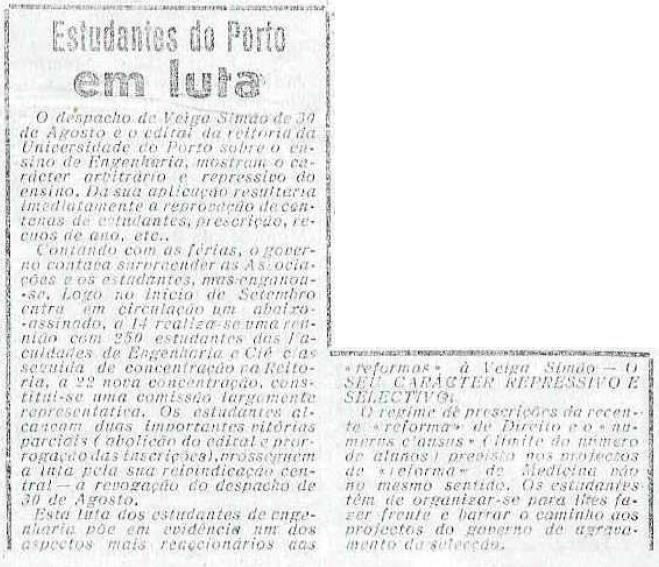 Estudantes do Porto
em luta
O despacho de Veiga Simão de 30
de Agosto e o edital da reitoria da
Universidade do Porto sobre o en-
sino de Engenharia, mostram o ca-
rácter arbitrário e repressivo do
ensino. Da sua aplicação resultaria
imediatamente a reprovação de cen-
tenas de estudantes, prescrição, re-
cuos de ano, etc..
Contando com as férias, o gover-
no contava surpreender as Associa-
ções e os estudantes, mas enganou-
-se. Logo no início de Setembro
entra em circulação um abaixo-
-assinado, a 14 realiza-se uma reu-
nião com 250 estudantes das Fa-
culdades de Engenharia e Ciências
seguida de concentração na Reito-
ria, a 22 nova concentração, consti-
tui-se uma comissão largamente
representativa. Os estudantes al-
cançam duas importantes vitórias
parciais (abolição do edital e pror-
rogação das inscrições), prosseguem
a luta pela sua reivindicação cen-
tral — a revogação do despacho de
30 de Agosto.
Esta luta dos estudantes de enge-
nharia põe em evidência um dos
aspectos mais reaccionários das
«reformas» à Veiga Simão — O
SEU CARÁCTER REPRESSIVO E
SELECTIVO.
O regime de prescrições da recen-
te «reforma» de Direito e o «nu-
merus clausus» (limite do número
de alunos) previsto nos projectos
de «reforma» de Medicina vão
no mesmo sentido. Os estudantes
têm de organizar-se para lhes fa-
zer frente e barrar o caminho aos
projectos do governo de agrava-
mento da selecção.